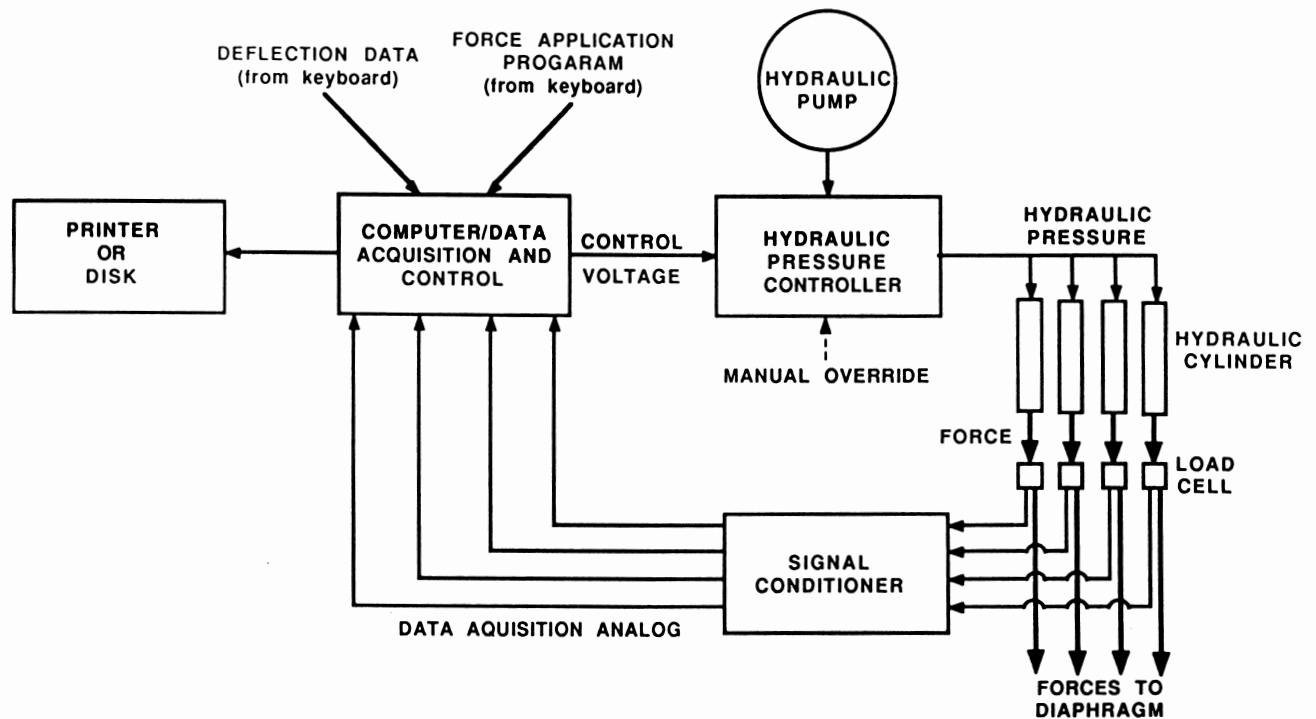 DEFLECTION DATA
(from keyboard)
FORCE APPLICATION
PROGARAM
(from keyboard)
HYDRAULIC
PUMP
PRINTER
OR
DISK
COMPUTER/DATA
ACQUISITION AND
CONTROL
CONTROL
VOLTAGE
HYDRAULIC
PRESSURE
CONTROLLER
HYDRAULIC
PRESSURE
HYDRAULIC
CYLINDER
MANUAL OVERRIDE
FORCE
LOAD
CELL
SIGNAL
CONDITIONER
DATA AQUISITION ANALOG
FORCES TO
DIAPHRAGM